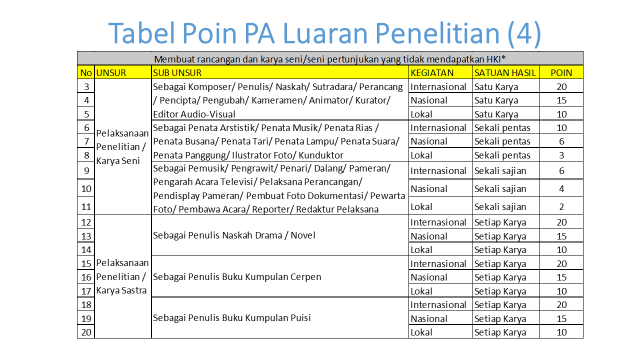 Tabel Poin PA Luaran Penelitian (4)
Membuat rancangan dan karya seni/seni pertunjukan yang tidak mendapatkan HKI*
No UNSUR SUB UNSUR KEGIATAN SATUAN HASIL POIN
3 Sebagai Komposer/ Penulis/ Naskah/ Sutradara/ Perancang Internasional Satu Karya 20
4 / Pencipta/ Pengubah/ Kameramen/ Animator/ Kurator/ Nasional Satu Karya 15
5 Editor Audio-Visual Lokal Satu Karya 10
6 Sebagai Penata Arstistik/ Penata Musik/ Penata Rias / Internasional Sekali pentas 10
7 Pelaksanaan Penata Busana/ Penata Tari/ Penata Lampu/ Penata Suara/ Nasional Sekali pentas 6
8 Penelitian / Penata Panggung/ Ilustrator Foto/ Kunduktor Lokal Sekali pentas 3
Karya Seni
9 Sebagai Pemusik/ Pengrawit/ Penari/ Dalang/ Pameran/ Internasional Sekali sajian 6
Pengarah Acara Televisi/ Pelaksana Perancangan/
10 Pendisplay Pameran/ Pembuat Foto Dokumentasi/ Pewarta Nasional Sekali sajian 4
11 Foto/ Pembawa Acara/ Reporter/ Redaktur Pelaksana Lokal Sekali sajian 2
12 Internasional Setiap Karya 20
13 Sebagai Penulis Naskah Drama / Novel Nasional Setiap Karya 15
14 Lokal Setiap Karya 10
15 Pelaksanaan Internasional Setiap Karya 20
16 Penelitian / Sebagai Penulis Buku Kumpulan Cerpen Nasional Setiap Karya 15
17 Karya Sastra Lokal Setiap Karya 10
18 Internasional Setiap Karya 20
19 Sebagai Penulis Buku Kumpulan Puisi Nasional Setiap Karya 15
20 Lokal Setiap Karya 10